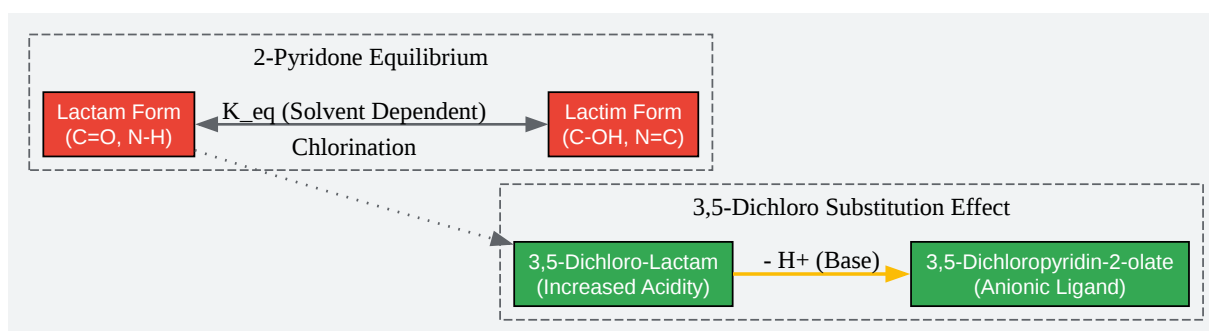 2-Pyridone Equilibrium
Lactam Form
(C=O, N-H)
K_eq (Solvent Dependent)
Lactim Form
(C-OH, N=C)
Chlorination
3,5-Dichloro Substitution Effect
3,5-Dichloro-Lactam
(Increased Acidity)
- H+ (Base)
3,5-Dichloropyridin-2-olate
(Anionic Ligand)